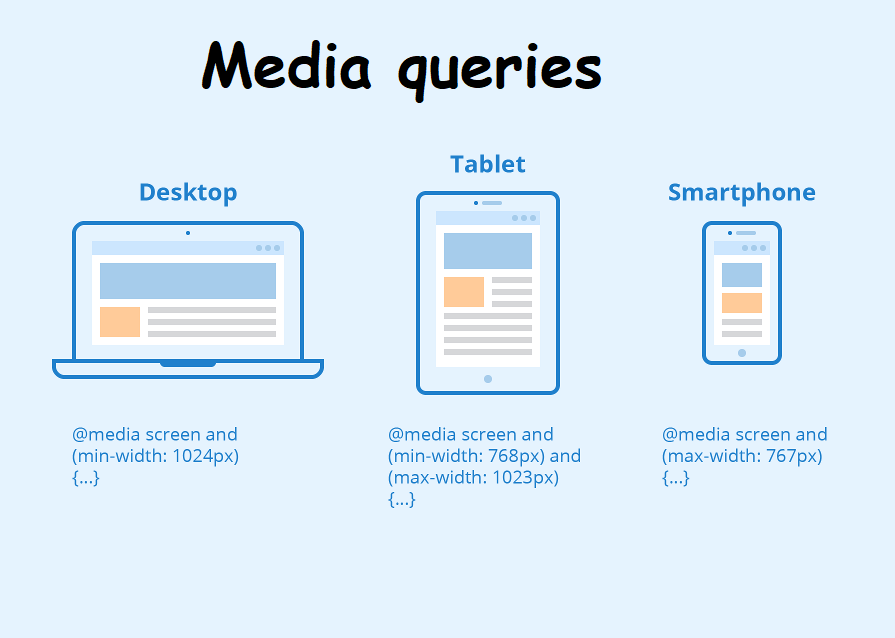 Media queries
Desktop
Tablet
Smartphone
@media screen and
(min-width: 1024px)
{...}
@media screen and
(min-width: 768px) and
(max-width: 1023px)
{...}
@media screen and
(max-width: 767px)
{...}